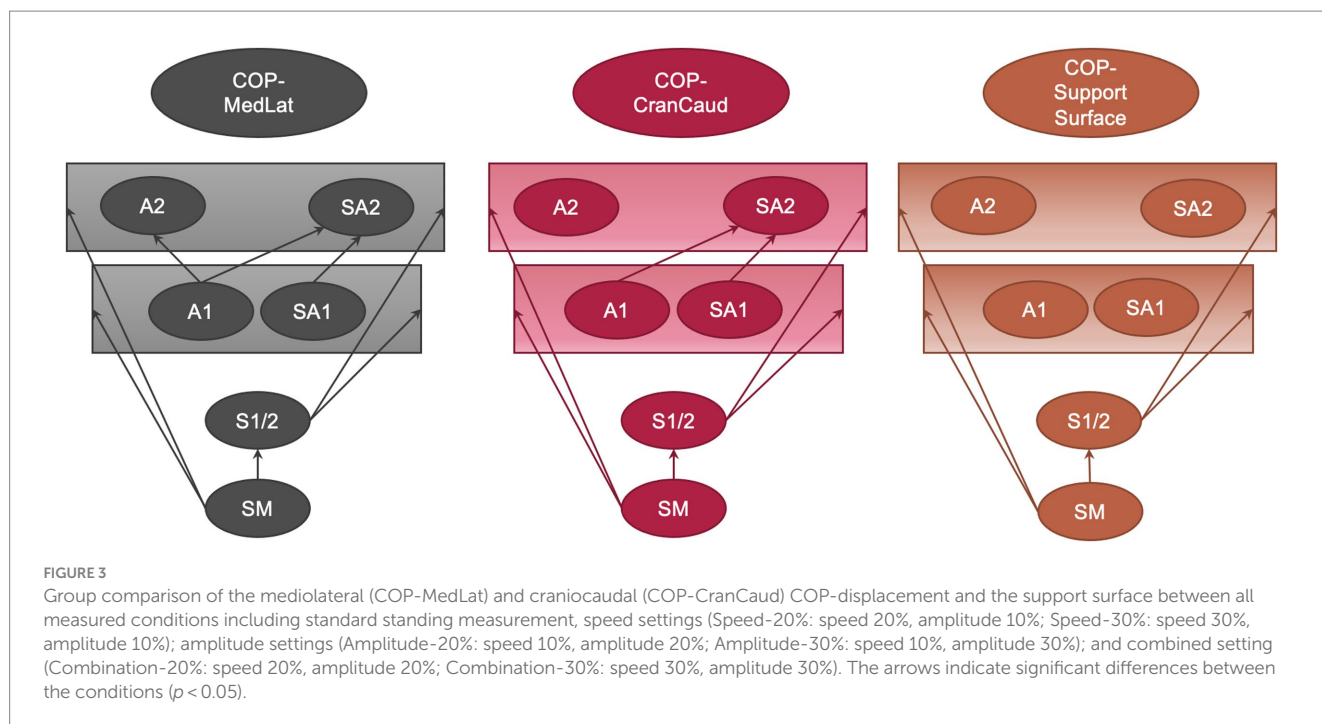 COP-
MedLat
COP-
CranCaud
COP-
Support
Surface
A2
SA2
A2
SA2
A2
SA2
A1
SA1
A1
SA1
A1
SA1
S1/2
S1/2
S1/2
SM
SM
SM
FIGURE 3
Group comparison of the mediolateral (COP-MedLat) and craniocaudal (COP-CranCaud) COP-displacement and the support surface between all
measured conditions including standard standing measurement, speed settings (Speed-20%: speed 20%, amplitude 10%; Speed-30%: speed 30%,
amplitude 10%); amplitude settings (Amplitude-20%: speed 10%, amplitude 20%; Amplitude-30%: speed 10%, amplitude 30%); and combined setting
(Combination-20%: speed 20%, amplitude 20%; Combination-30%: speed 30%, amplitude 30%). The arrows indicate significant differences between
the conditions (p < 0.05).